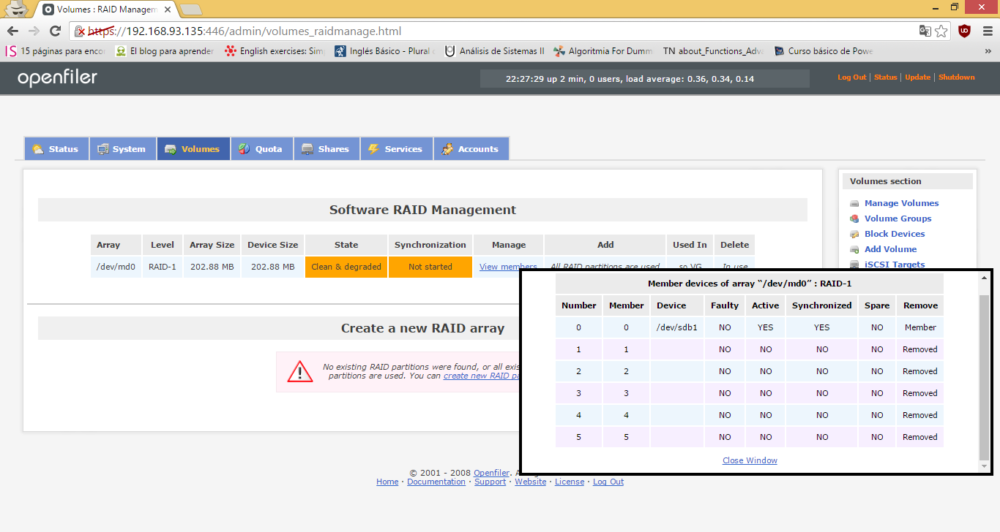 Volumes : RAID Managem
https://192.168.93.135:446/admin/volumes_raidmanage.html
15 páginas para enco
El blog para aprender
English exercises: Sim
Inglés Básico - Plural
Análisis de Sistemas II
Algoritmia For Dumm
TN about_Functions_Adva
Curso básico de Powe
openfiler
22:27:29 up 2 min, 0 users, load average: 0.36, 0.34, 0.14
Log Out | Status | Update | Shutdown
Status System Volumes Quota Shares Services Accounts
Volumes section
Manage Volumes
Volume Groups
Block Devices
Add Volume
iSCSI Targets
Software RAID Management
Array Level Array Size Device Size State Synchronization Manage Add Used In Delete
/dev/md0 RAID-1 202.88 MB 202.88 MB Clean & degraded Not started View members All RAID partitions are used so VG In use
Create a new RAID array
No existing RAID partitions were found, or all exis
partitions are used. You can create new RAID pa
Member devices of array “/dev/md0” : RAID-1
Number Member Device Faulty Active Synchronized Spare Remove
0 0 /dev/sdb1 NO YES YES NO Member
1 1 NO NO NO NO Removed
2 2 NO NO NO NO Removed
3 3 NO NO NO NO Removed
4 4 NO NO NO NO Removed
5 5 NO NO NO NO Removed
Close Window
© 2001 - 2008 Openfiler. A
Home · Documentation · Support · Website · License · Log Out